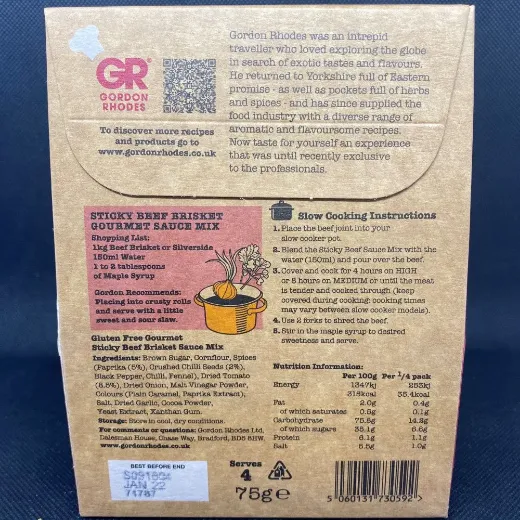 GR
GORDON
RHODES
To discover more recipes
and products go to
www.gordonrhodes.co.uk
Gordon Rhodes was an intrepid
traveller who loved exploring the globe
in search of exotic tastes and flavours.
He returned to Yorkshire full of Eastern
promise - as well as pockets full of herbs
and spices - and has since supplied the
food industry with a diverse range of
aromatic and flavoursome recipes.
Now taste for yourself an experience
that was until recently exclusive
to the professionals.
STICKY BEEF BRISKET
GOURMET SAUCE MIX
Shopping List:
1kg Beef Brisket or Silverside
150ml Water
1 to 2 tablespoons
of Maple Syrup
Gordon Recommends:
Placing into crusty rolls
and serve with a little
sweet and sour slaw.
Slow Cooking Instructions
1. Place the beef joint into your
slow cooker pot.
2. Blend the Sticky Beef Sauce Mix with the
water (150ml) and pour over the beef.
3. Cover and cook for 4 hours on HIGH
or 8 hours on MEDIUM or until the meat
is tender and cooked through (keep
covered during cooking: cooking times
may vary between slow cooker models).
4. Use 2 forks to shred the beef.
5. Stir in the maple syrup to desired
sweetness and serve.
Gluten Free Gourmet
Sticky Beef Brisket Sauce Mix
Ingredients: Brown Sugar, Cornflour, Spices
(Paprika (5%), Crushed Chilli Seeds (2%),
Black Pepper, Chilli, Fennel), Dried Tomato
(8.5%), Dried Onion, Malt Vinegar Powder,
Colours (Plain Caramel, Paprika Extract),
Salt, Dried Garlic, Cocoa Powder,
Yeast Extract, Xanthan Gum.
Storage: Store in cool, dry conditions.
For comments or questions: Gordon Rhodes Ltd,
Dalesman House, Chase Way, Bradford, BD5 8HW.
www.gordonrhodes.co.uk
Nutrition Information:
Per 100g Per 1/4 pack
Energy 1347kj 253kj
318kcal 35.4kcal
Fat 2.0g 0.4g
of which saturates 0.5g 0.1g
Carbohydrate 75.8g 14.2g
of which sugars 35.1g 6.6g
Protein 6.1g 1.1g
Salt 5.5g 1.0g
BEST BEFORE END
JAN 22
71787
Serves
4
75g e
5 060131 730592 >